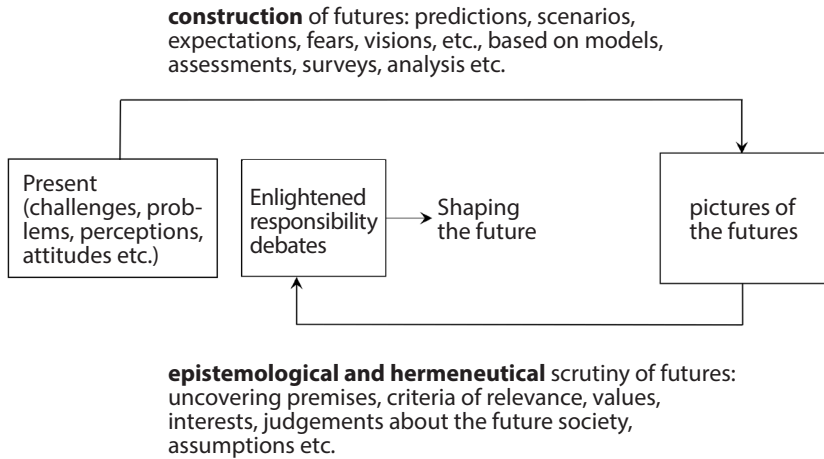 construction of futures: predictions, scenarios,
expectations, fears, visions, etc., based on models,
assessments, surveys, analysis etc.
Present
(challenges, prob-
lems, perceptions,
attitudes etc.)
Enlightened
responsibility
debates
Shaping
the future
pictures of
the futures
epistemological and hermeneutical scrutiny of futures:
uncovering premises, criteria of relevance, values,
interests, judgements about the future society,
assumptions etc.